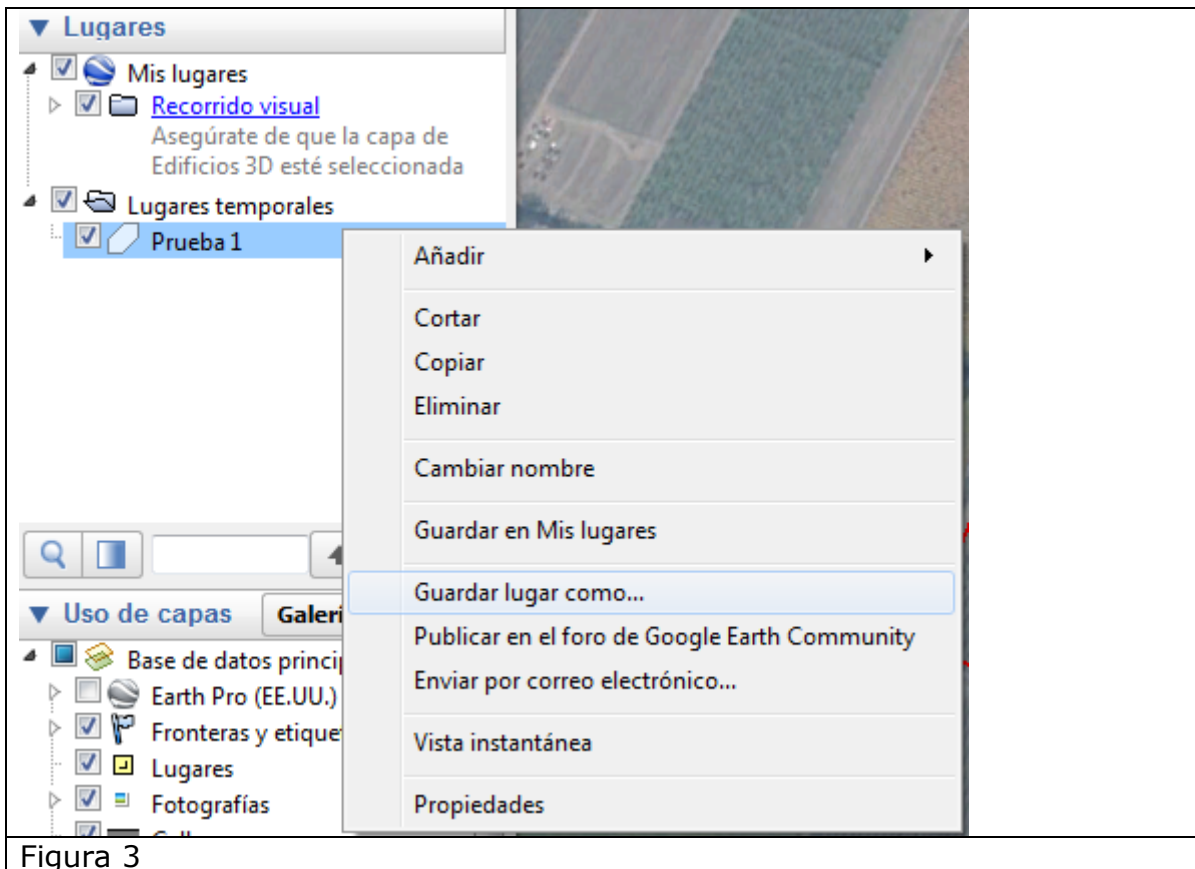 Lugares
Mis lugares
Recorrido visual
Asegúrate de que la capa de
Edificios 3D esté seleccionada
Lugares temporales
Prueba 1
Añadir
Cortar
Copiar
Eliminar
Cambiar nombre
Guardar en Mis lugares
Guardar lugar como...
Publicar en el foro de Google Earth Community
Enviar por correo electrónico...
Vista instantánea
Propiedades
Uso de capas
Galerí
Base de datos princip
Earth Pro (EE.UU.)
Fronteras y etique
Lugares
Fotografías
Figura 3